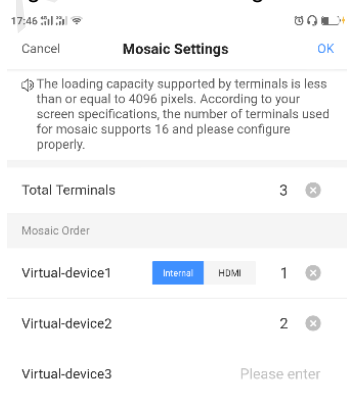 17:46
Cancel Mosaic Settings OK
The loading capacity supported by terminals is less
than or equal to 4096 pixels. According to your
screen specifications, the number of terminals used
for mosaic supports 16 and please configure
properly.
Total Terminals 3
Mosaic Order
Virtual-device1 Internal HDMI 1
Virtual-device2 2
Virtual-device3 Please enter